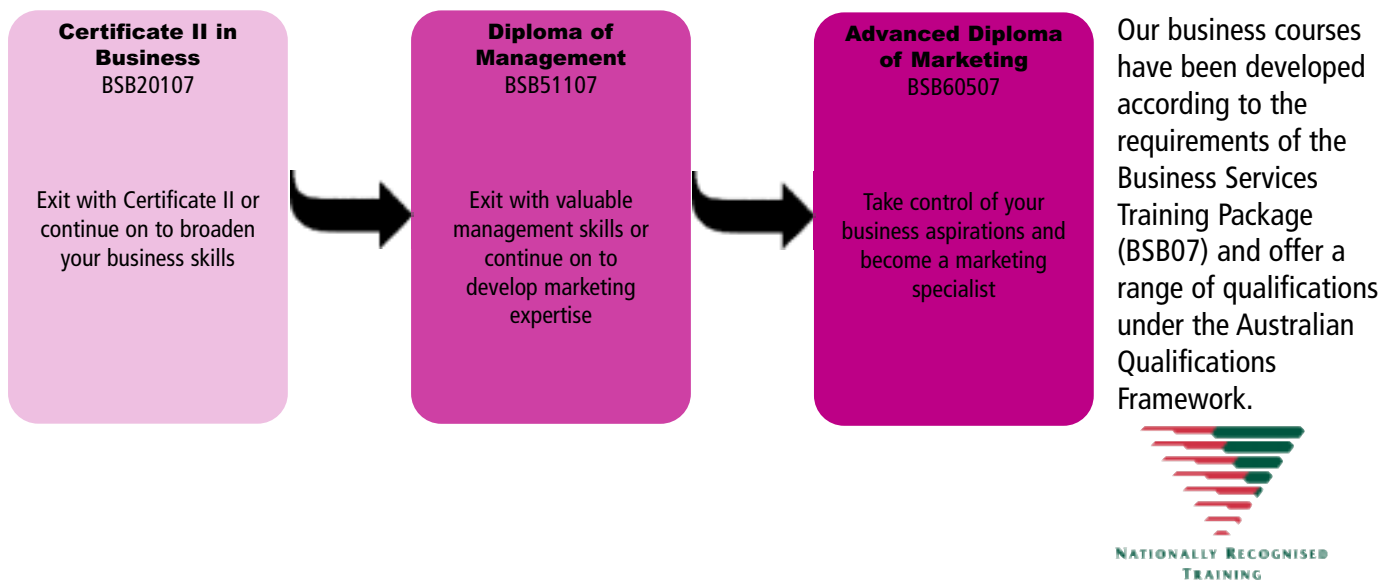 Certificate II in
Business
BSB20107
Exit with Certificate II or
continue on to broaden
your business skills
Diploma of
Management
BSB51107
Exit with valuable
management skills or
continue on to
develop marketing
expertise
Advanced Diploma
of Marketing
BSB60507
Take control of your
business aspirations and
become a marketing
specialist
Our business courses
have been developed
according to the
requirements of the
Business Services
Training Package
(BSB07) and offer a
range of qualifications
under the Australian
Qualifications
Framework.
NATIONALLY RECOGNISED
TRAINING